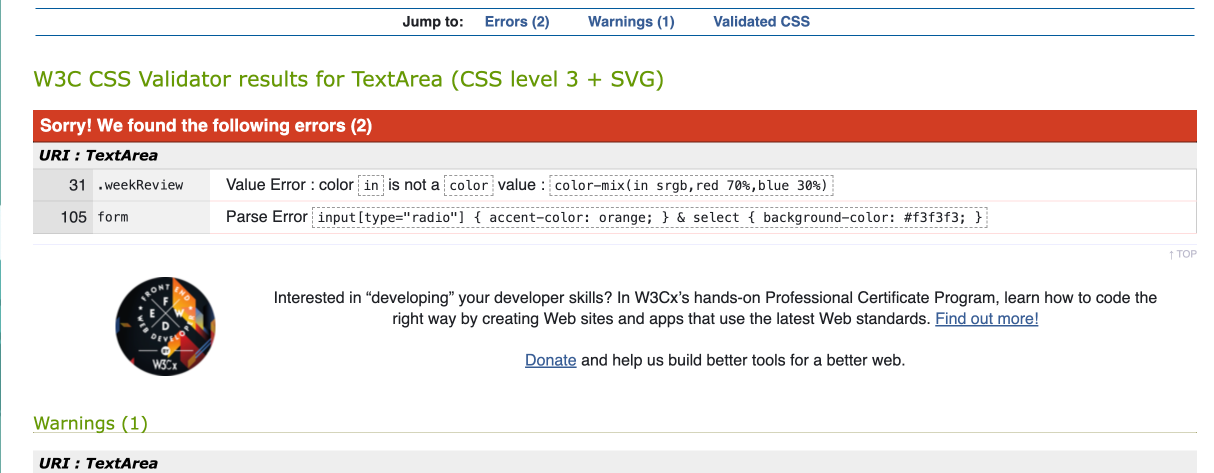 Jump to: Errors (2) Warnings (1) Validated CSS
W3C CSS Validator results for TextArea (CSS level 3 + SVG)
Sorry! We found the following errors (2)
URI : TextArea
31 .weekReview Value Error : color in is not a color value : color-mix(in srgb,red 70%,blue 30%)
105 form Parse Error input[type="radio"] { accent-color: orange; } & select { background-color: #f3f3f3; }
↑ TOP
FRONT END
WEB DEVELOPER
F
E W
D
W3Cx
Interested in “developing” your developer skills? In W3Cx’s hands-on Professional Certificate Program, learn how to code the
right way by creating Web sites and apps that use the latest Web standards. Find out more!
Donate and help us build better tools for a better web.
Warnings (1)
URI : TextArea